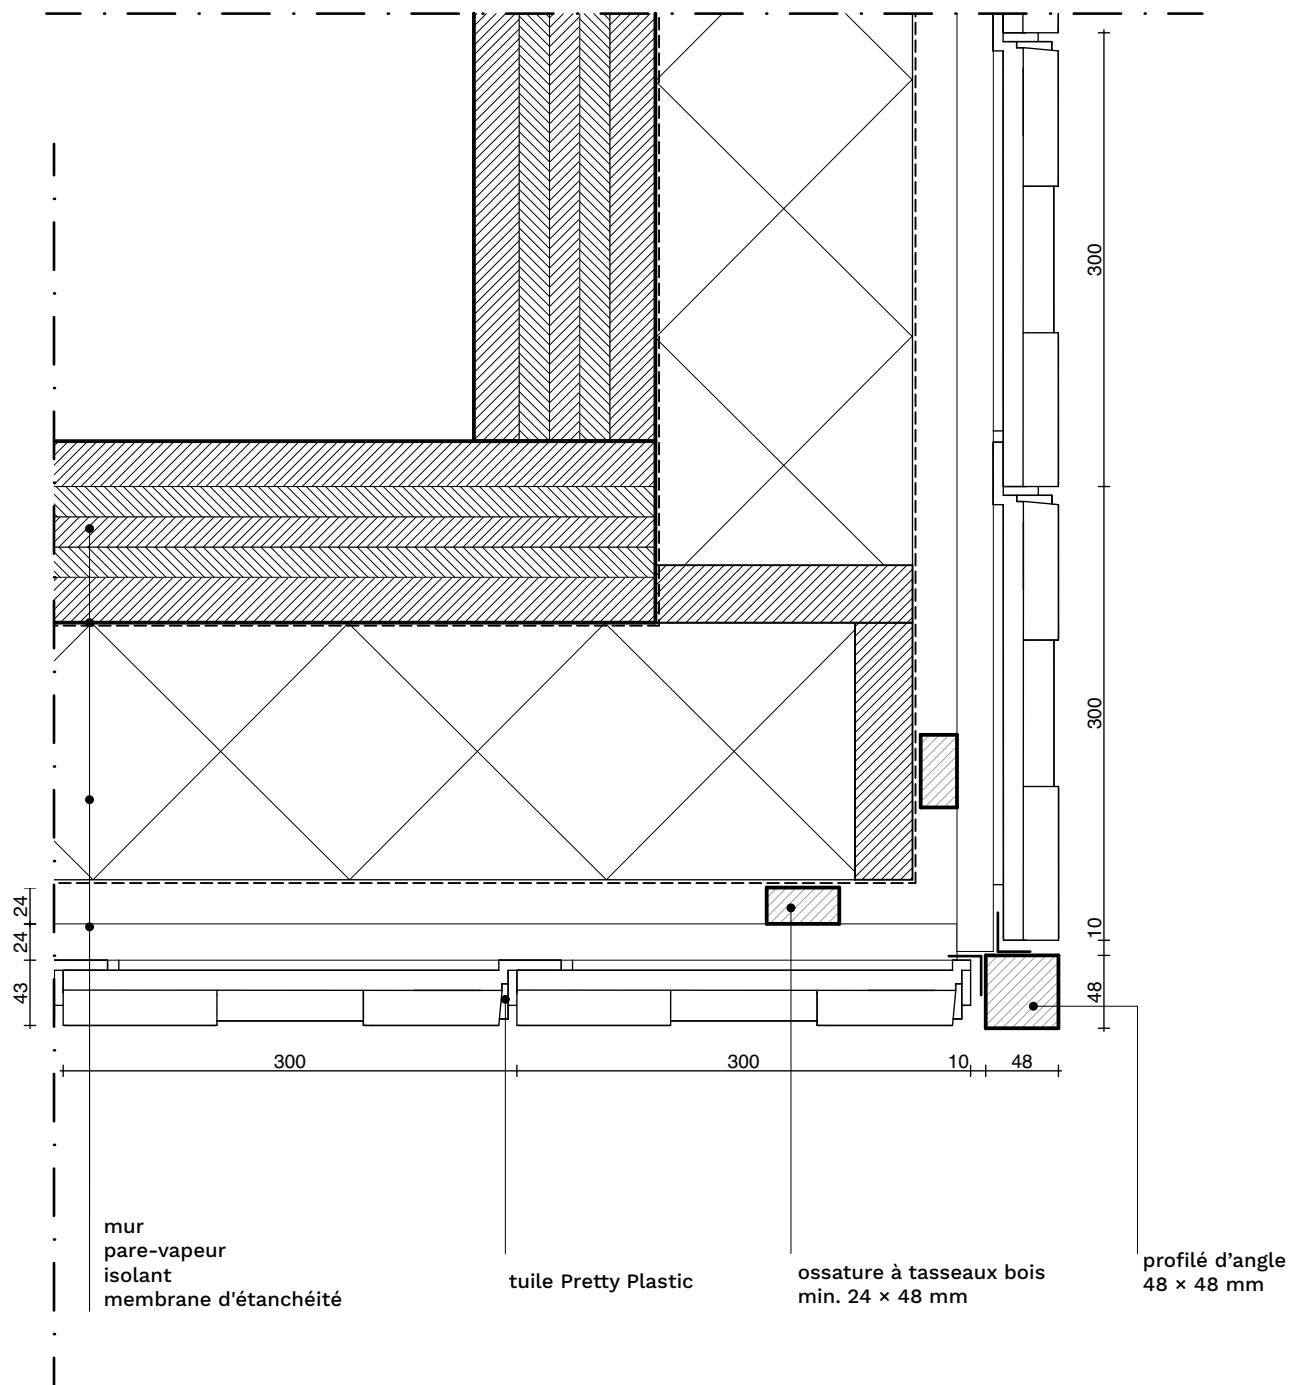 300
300
10
48
24
24
43
300
300
10
48
mur
pare-vapeur
isolant
membrane d'étanchéité
tuile Pretty Plastic
ossature à tasseaux bois
min. 24 × 48 mm
profilé d’angle
48 × 48 mm